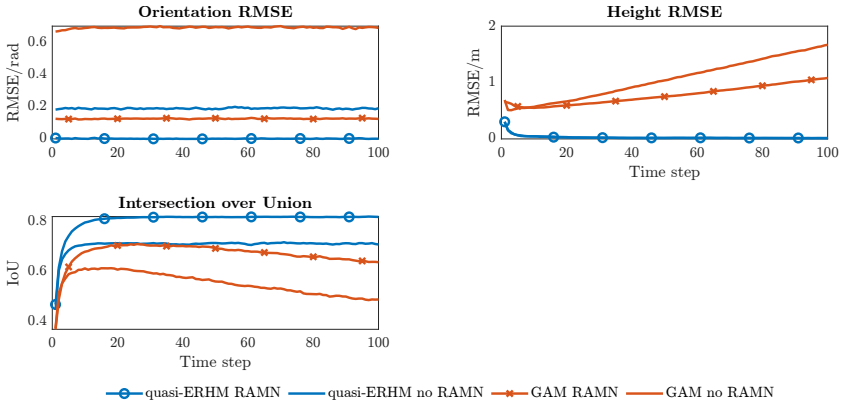 Orientation RMSE
RMSE/rad
0.6
0.4
0.2
0
0 20 40 60 80 100
Height RMSE
RMSE/m
2
1
0
0 20 40 60 80 100
Time step
Intersection over Union
IoU
0.8
0.6
0.4
0 20 40 60 80 100
Time step
quasi-ERHM RAMN quasi-ERHM no RAMN GAM RAMN GAM no RAMN